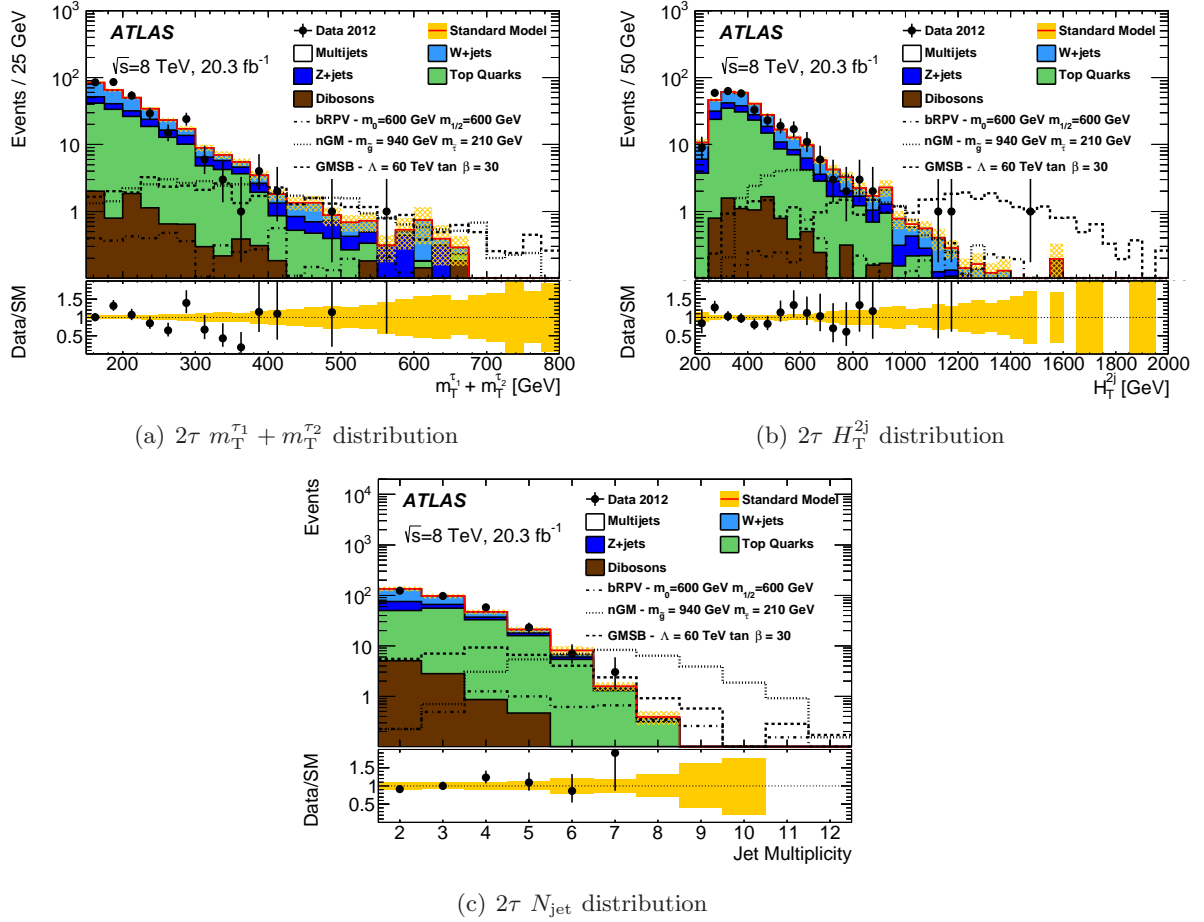 Events / 25 GeV
10²
10
1
ATLAS
√s=8 TeV, 20.3 fb⁻¹
Data 2012
Standard Model
Multijets
W+jets
Z+jets
Top Quarks
Dibosons
bRPV - m₀=600 GeV m₁/₂=600 GeV
nGM - m_g̃ = 940 GeV m_τ̃ = 210 GeV
GMSB - Λ = 60 TeV tan β = 30
Data/SM
1.5
1
0.5
200 300 400 500 600 700 800
m_T^τ₁ + m_T^τ₂ [GeV]
(a) 2τ m_T^τ₁ + m_T^τ₂ distribution
Events / 50 GeV
10³
10²
10
1
ATLAS
√s=8 TeV, 20.3 fb⁻¹
Data 2012
Standard Model
Multijets
W+jets
Z+jets
Top Quarks
Dibosons
bRPV - m₀=600 GeV m₁/₂=600 GeV
nGM - m_g̃ = 940 GeV m_τ̃ = 210 GeV
GMSB - Λ = 60 TeV tan β = 30
Data/SM
1.5
1
0.5
200 400 600 800 1000 1200 1400 1600 1800 2000
H_T^2j [GeV]
(b) 2τ H_T^2j distribution
Events
10⁴
10³
10²
10
1
ATLAS
√s=8 TeV, 20.3 fb⁻¹
Data 2012
Standard Model
Multijets
W+jets
Z+jets
Top Quarks
Dibosons
bRPV - m₀=600 GeV m₁/₂=600 GeV
nGM - m_g̃ = 940 GeV m_τ̃ = 210 GeV
GMSB - Λ = 60 TeV tan β = 30
Data/SM
1.5
1
0.5
2 3 4 5 6 7 8 9 10 11 12
Jet Multiplicity
(c) 2τ N_jet distribution